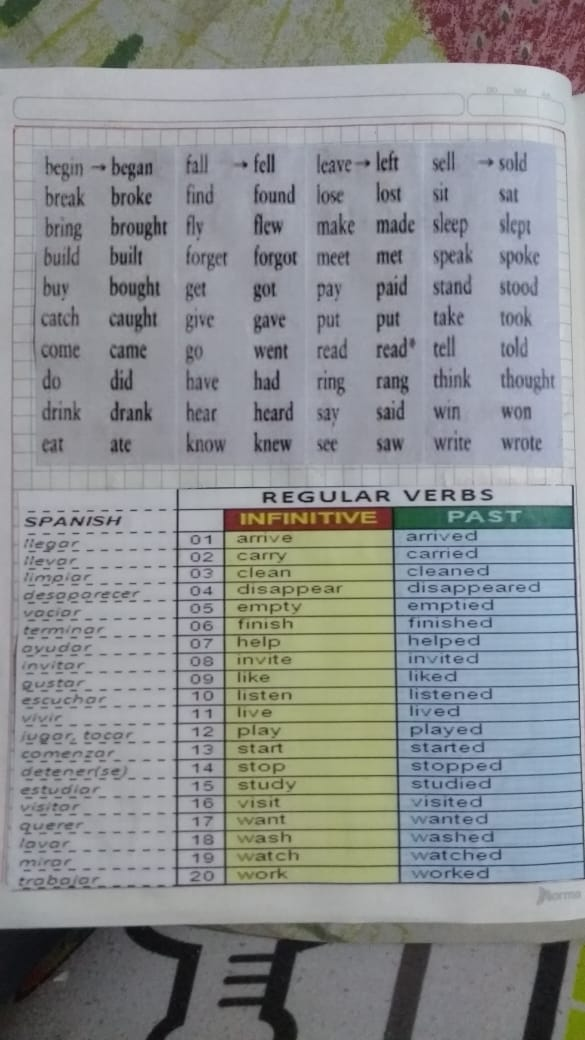 begin → began fall → fell leave → left sell → sold
break broke find found lose lost sit sat
bring brought fly flew make made sleep slept
build built forget forgot meet met speak spoke
buy bought get got pay paid stand stood
catch caught give gave put put take took
come came go went read read* tell told
do did have had ring rang think thought
drink drank hear heard say said win won
eat ate know knew see saw write wrote
REGULAR VERBS
SPANISH INFINITIVE PAST
llegar 01 arrive arrived
llevar 02 carry carried
limpiar 03 clean cleaned
desaparecer 04 disappear disappeared
vaciar 05 empty emptied
terminar 06 finish finished
ayudar 07 help helped
invitar 08 invite invited
gustar 09 like liked
escuchar 10 listen listened
vivir 11 live lived
jugar, tocar 12 play played
comenzar 13 start started
detener(se) 14 stop stopped
estudiar 15 study studied
visitar 16 visit visited
querer 17 want wanted
lavar 18 wash washed
mirar 19 watch watched
trabajar 20 work worked
Norma